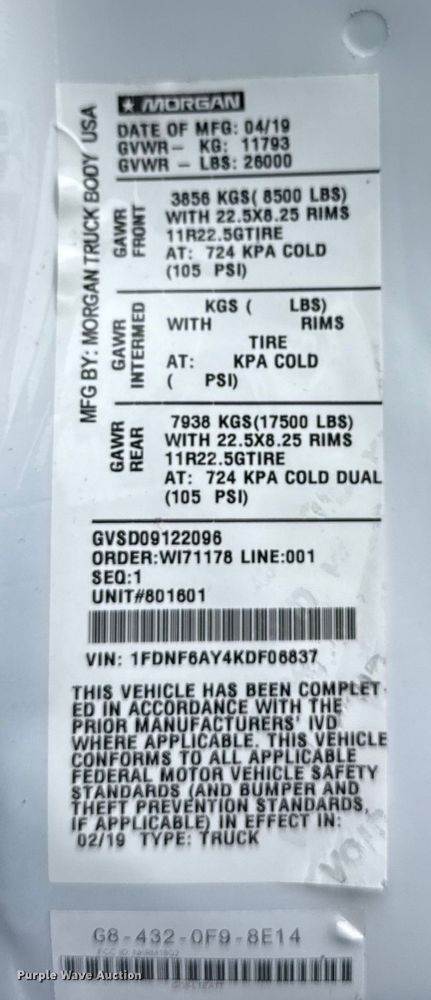 MFG BY: MORGAN TRUCK BODY USA
★ MORGAN
DATE OF MFG: 04/19
GVWR - KG: 11793
GVWR - LBS: 26000
GAWR FRONT
3856 KGS( 8500 LBS)
WITH 22.5X8.25 RIMS
11R22.5GTIRE
AT: 724 KPA COLD
(105 PSI)
GAWR INTERMED
KGS ( LBS)
WITH RIMS
TIRE
AT: KPA COLD
( PSI)
GAWR REAR
7938 KGS(17500 LBS)
WITH 22.5X8.25 RIMS
11R22.5GTIRE
AT: 724 KPA COLD DUAL
(105 PSI)
GVSD09122096
ORDER:WI71178 LINE:001
SEQ:1
UNIT#801601
VIN: 1FDNF6AY4KDF06837
THIS VEHICLE HAS BEEN COMPLET
ED IN ACCORDANCE WITH THE
PRIOR MANUFACTURERS' IVD
WHERE APPLICABLE. THIS VEHICLE
CONFORMS TO ALL APPLICABLE
FEDERAL MOTOR VEHICLE SAFETY
STANDARDS (AND BUMPER AND
THEFT PREVENTION STANDARDS,
IF APPLICABLE) IN EFFECT IN:
02/19 TYPE: TRUCK
VOID
G8-432-0F9-8E14
Purple Wave Auction